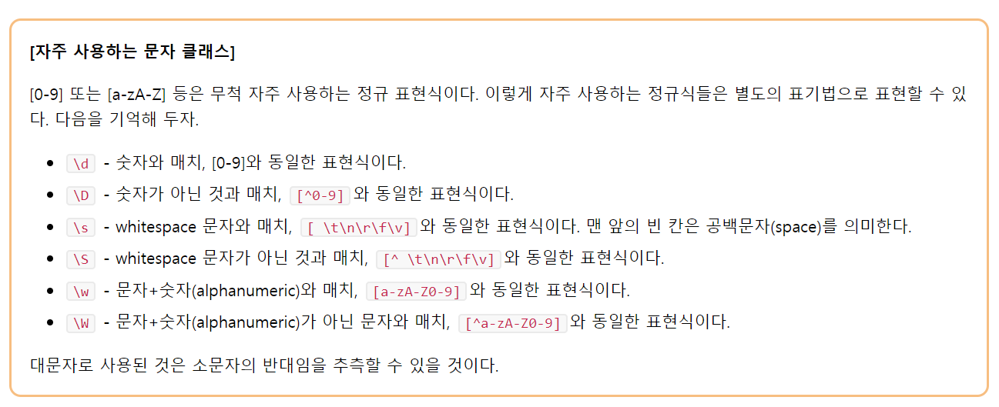 [자주 사용하는 문자 클래스]
[0-9] 또는 [a-zA-Z] 등은 무척 자주 사용하는 정규 표현식이다. 이렇게 자주 사용하는 정규식들은 별도의 표기법으로 표현할 수 있
다. 다음을 기억해 두자.
• \d - 숫자와 매치, [0-9]와 동일한 표현식이다.
• \D - 숫자가 아닌 것과 매치, [^0-9]와 동일한 표현식이다.
• \s - whitespace 문자와 매치, [ \t\n\r\f\v]와 동일한 표현식이다. 맨 앞의 빈 칸은 공백문자(space)를 의미한다.
• \S - whitespace 문자가 아닌 것과 매치, [^ \t\n\r\f\v]와 동일한 표현식이다.
• \w - 문자+숫자(alphanumeric)와 매치, [a-zA-Z0-9]와 동일한 표현식이다.
• \W - 문자+숫자(alphanumeric)가 아닌 문자와 매치, [^a-zA-Z0-9]와 동일한 표현식이다.
대문자로 사용된 것은 소문자의 반대임을 추측할 수 있을 것이다.